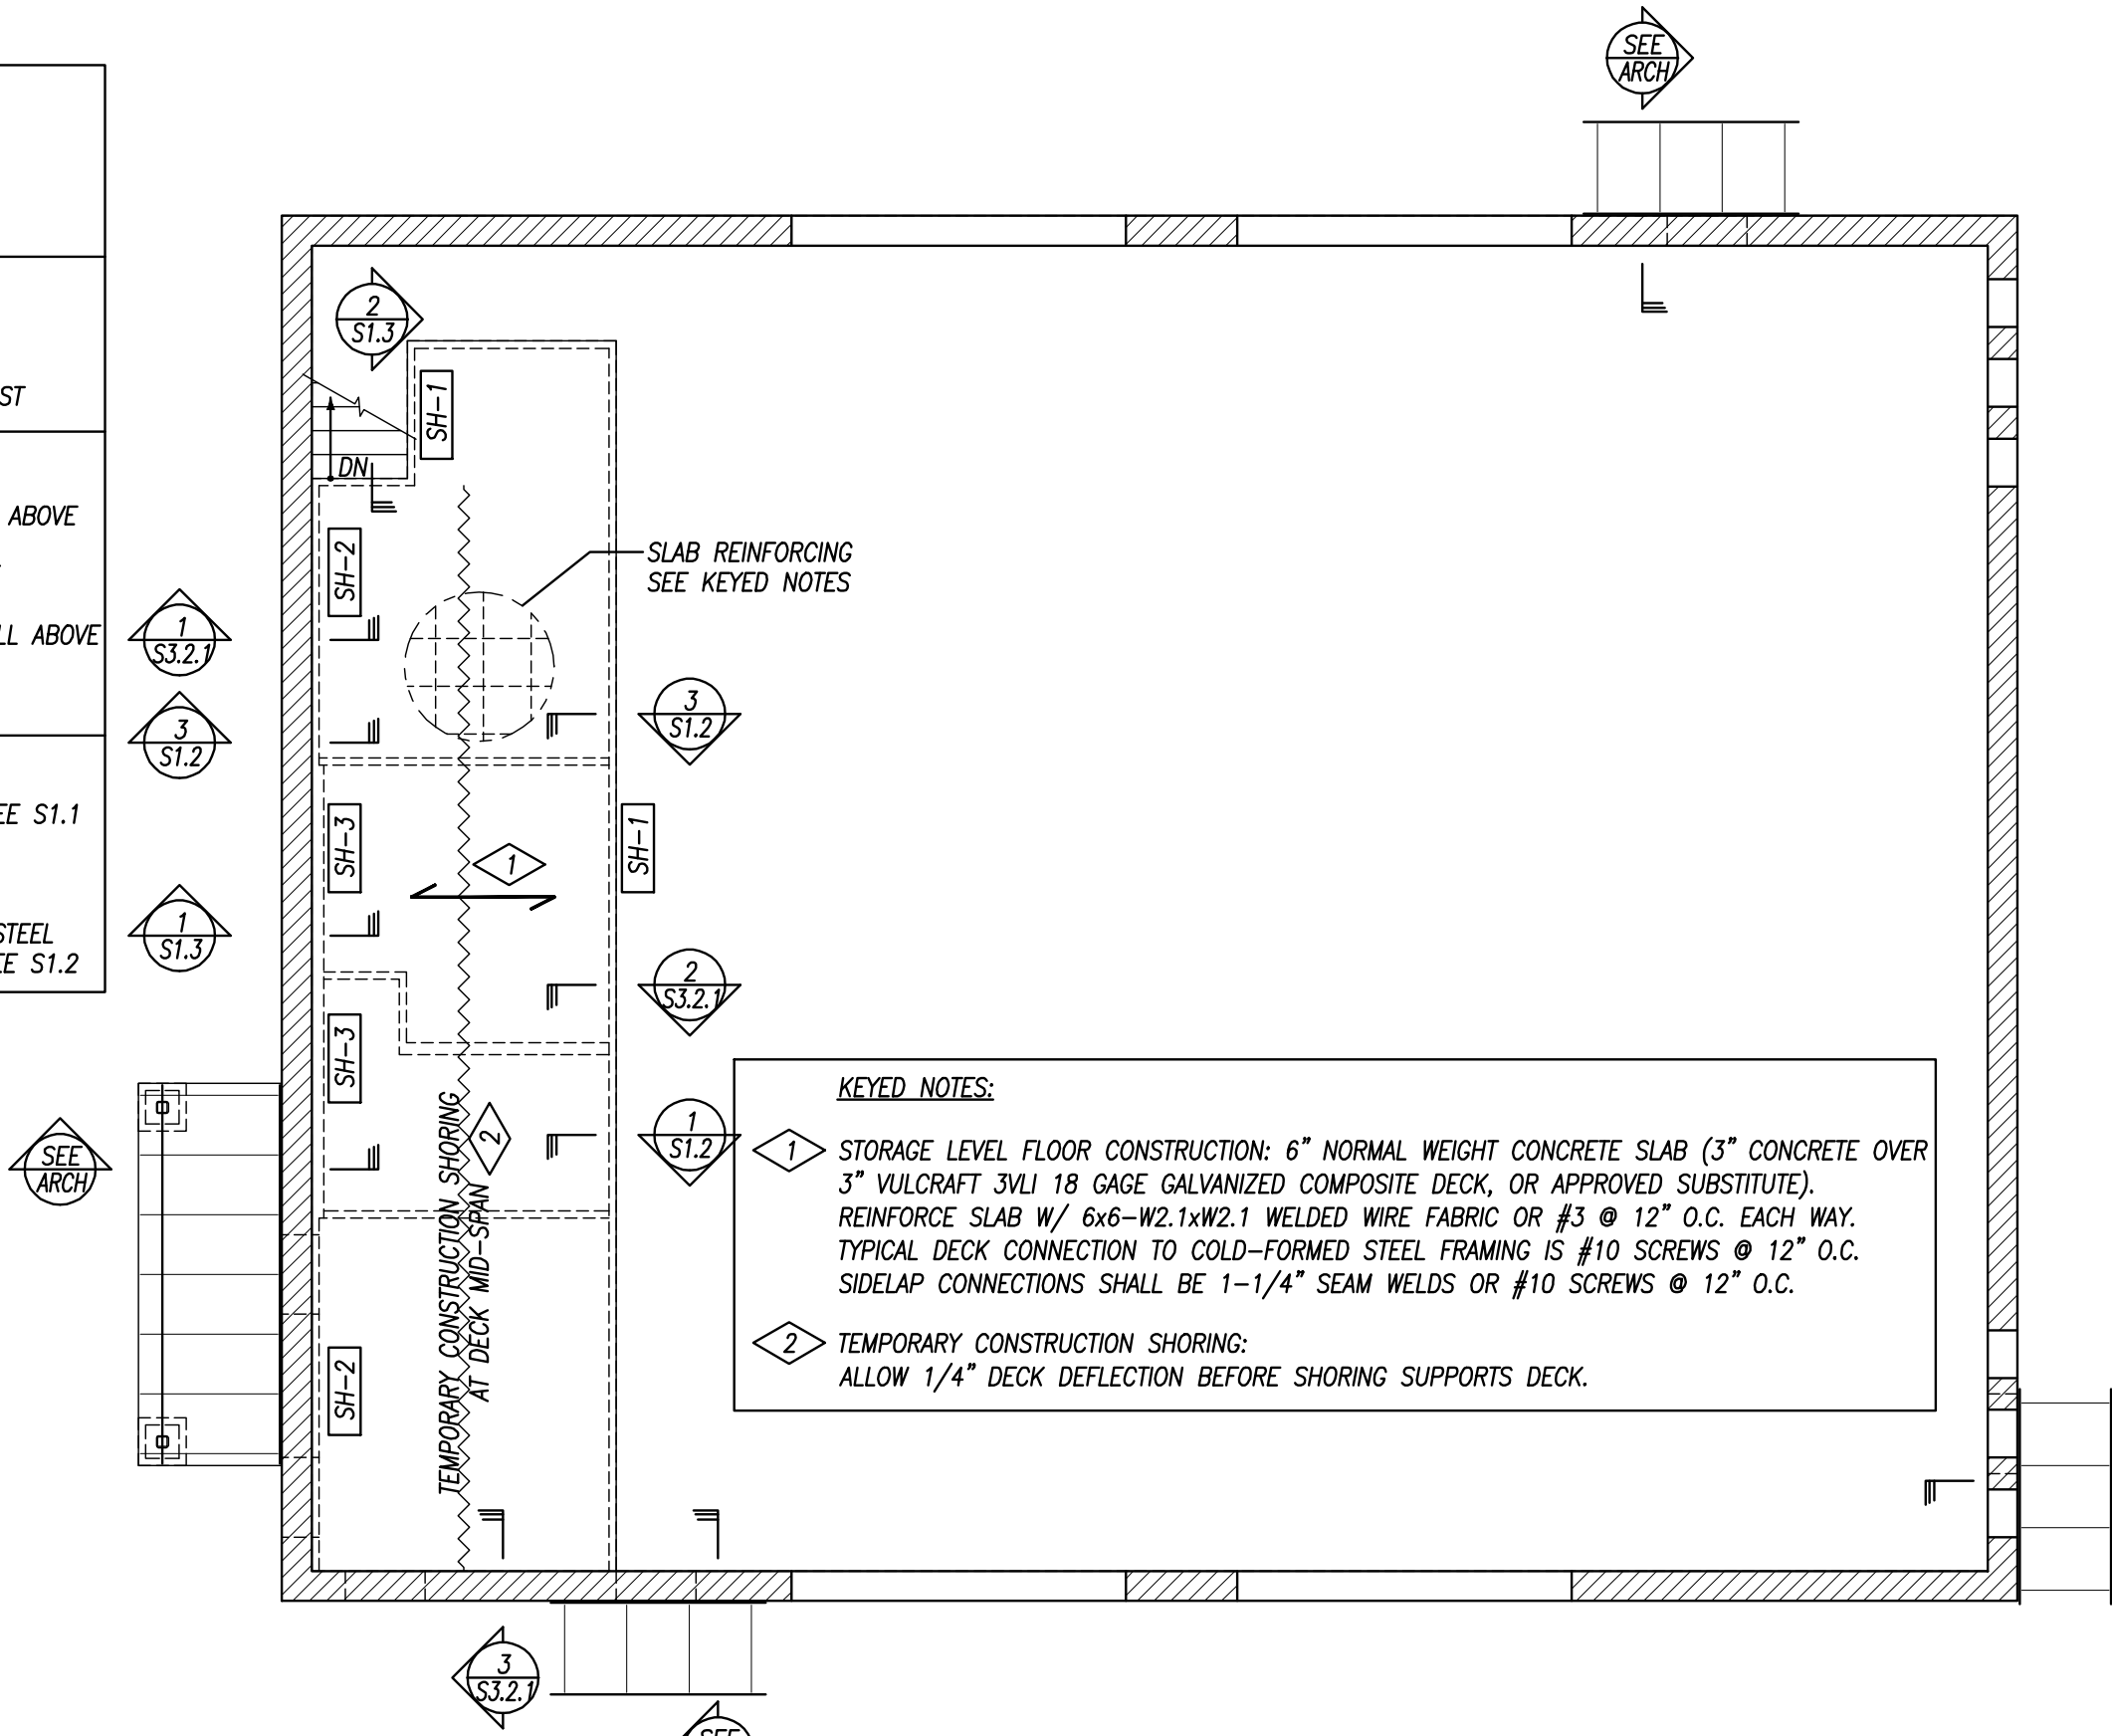 SEE
ARCH
ST
ABOVE
ABOVE
SEE S1.1
STEEL
S1.2
2
S1.3
SH-1
DN
SH-2
SLAB REINFORCING
SEE KEYED NOTES
1
S3.2.1
3
S1.2
3
S1.2
SH-3
1
SH-1
1
S1.3
2
S3.2.1
SH-3
SEE
ARCH
TEMPORARY CONSTRUCTION SHORING
AT DECK MID-SPAN
2
1
S1.2
SH-2
KEYED NOTES:
1 STORAGE LEVEL FLOOR CONSTRUCTION: 6" NORMAL WEIGHT CONCRETE SLAB (3" CONCRETE OVER
3" VULCRAFT 3VLI 18 GAGE GALVANIZED COMPOSITE DECK, OR APPROVED SUBSTITUTE).
REINFORCE SLAB W/ 6x6-W2.1xW2.1 WELDED WIRE FABRIC OR #3 @ 12" O.C. EACH WAY.
TYPICAL DECK CONNECTION TO COLD-FORMED STEEL FRAMING IS #10 SCREWS @ 12" O.C.
SIDELAP CONNECTIONS SHALL BE 1-1/4" SEAM WELDS OR #10 SCREWS @ 12" O.C.
2 TEMPORARY CONSTRUCTION SHORING:
ALLOW 1/4" DECK DEFLECTION BEFORE SHORING SUPPORTS DECK.
3
S3.2.1
SEE